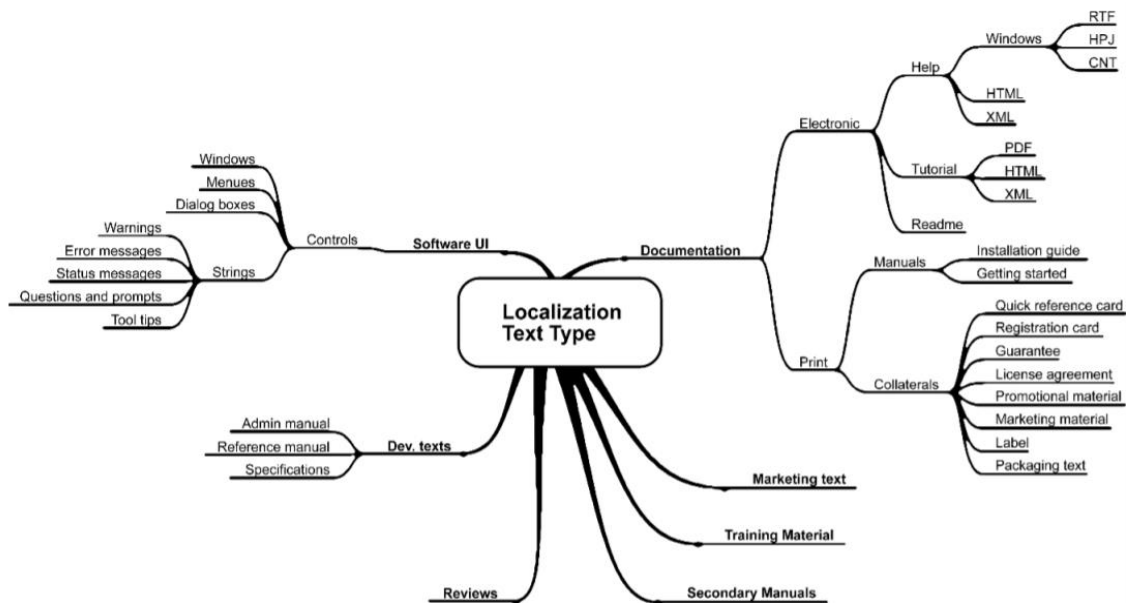 Localization
Text Type
Software UI
Controls
Windows
Menues
Dialog boxes
Strings
Warnings
Error messages
Status messages
Questions and prompts
Tool tips
Documentation
Electronic
Help
Windows
RTF
HPJ
CNT
HTML
XML
Tutorial
PDF
HTML
XML
Readme
Print
Manuals
Installation guide
Getting started
Collaterals
Quick reference card
Registration card
Guarantee
License agreement
Promotional material
Marketing material
Label
Packaging text
Dev. texts
Admin manual
Reference manual
Specifications
Marketing text
Training Material
Secondary Manuals
Reviews